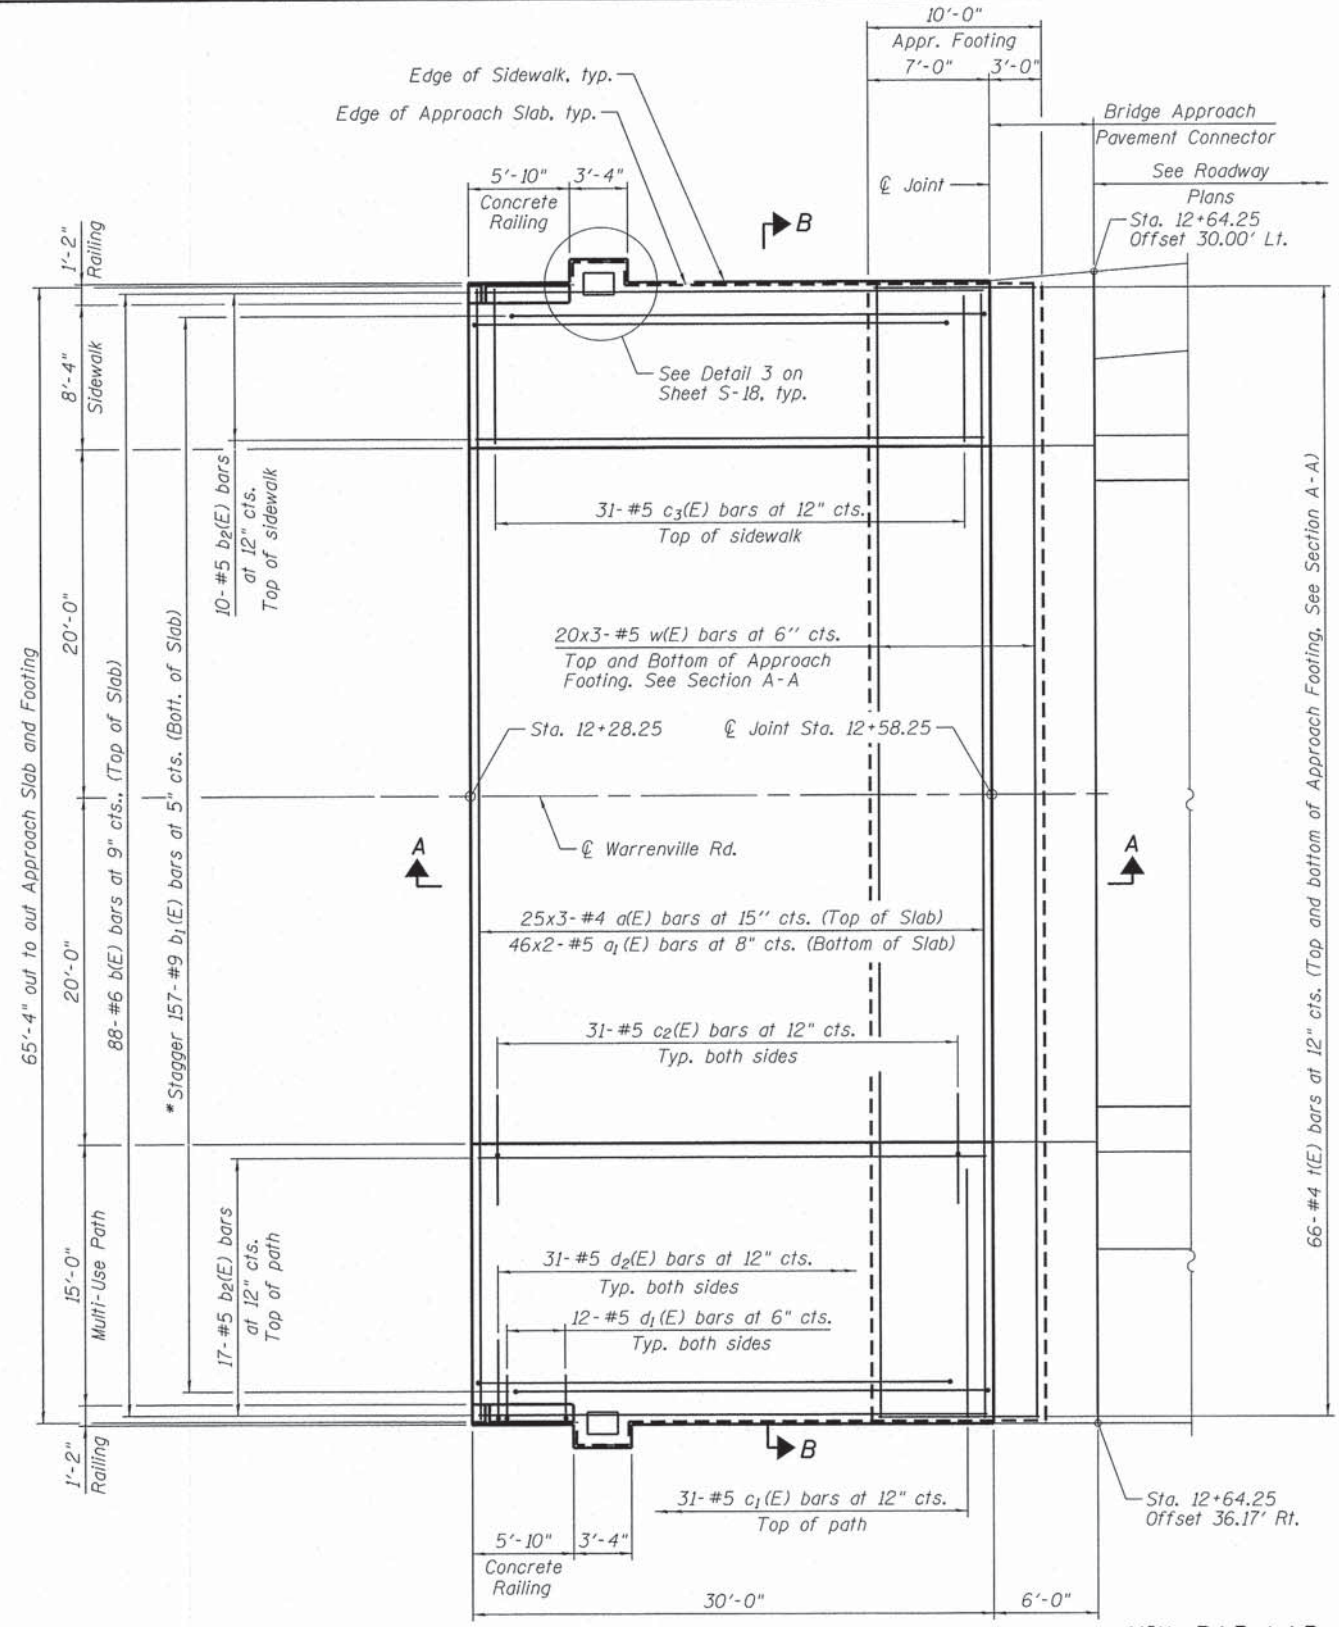 10'-0"
Appr. Footing
7'-0" 3'-0"
Edge of Sidewalk, typ.
Edge of Approach Slab, typ.
Bridge Approach
Pavement Connector
See Roadway
Plans
℄ Joint
5'-10" 3'-4"
Concrete
Railing
B
Sta. 12+64.25
Offset 30.00' Lt.
1'-2"
Railing
8'-4"
Sidewalk
See Detail 3 on
Sheet S-18, typ.
10-#5 b2(E) bars
at 12" cts.
Top of sidewalk
31-#5 c3(E) bars at 12" cts.
Top of sidewalk
20'-0"
20x3-#5 w(E) bars at 6" cts.
Top and Bottom of Approach
Footing. See Section A-A
65'-4" out to out Approach Slab and Footing
88-#6 b(E) bars at 9" cts., (Top of Slab)
* Stagger 157-#9 b1(E) bars at 5" cts. (Bott. of Slab)
66-#4 t(E) bars at 12" cts. (Top and bottom of Approach Footing, See Section A-A)
Sta. 12+28.25
℄ Joint Sta. 12+58.25
℄ Warrenville Rd.
A
A
20'-0"
25x3-#4 a(E) bars at 15" cts. (Top of Slab)
46x2-#5 a1(E) bars at 8" cts. (Bottom of Slab)
31-#5 c2(E) bars at 12" cts.
Typ. both sides
15'-0"
Multi-Use Path
17-#5 b2(E) bars
at 12" cts.
Top of path
31-#5 d2(E) bars at 12" cts.
Typ. both sides
12-#5 d1(E) bars at 6" cts.
Typ. both sides
1'-2"
Railing
B
31-#5 c1(E) bars at 12" cts.
Top of path
Sta. 12+64.25
Offset 36.17' Rt.
5'-10" 3'-4"
Concrete
Railing
30'-0"
6'-0"